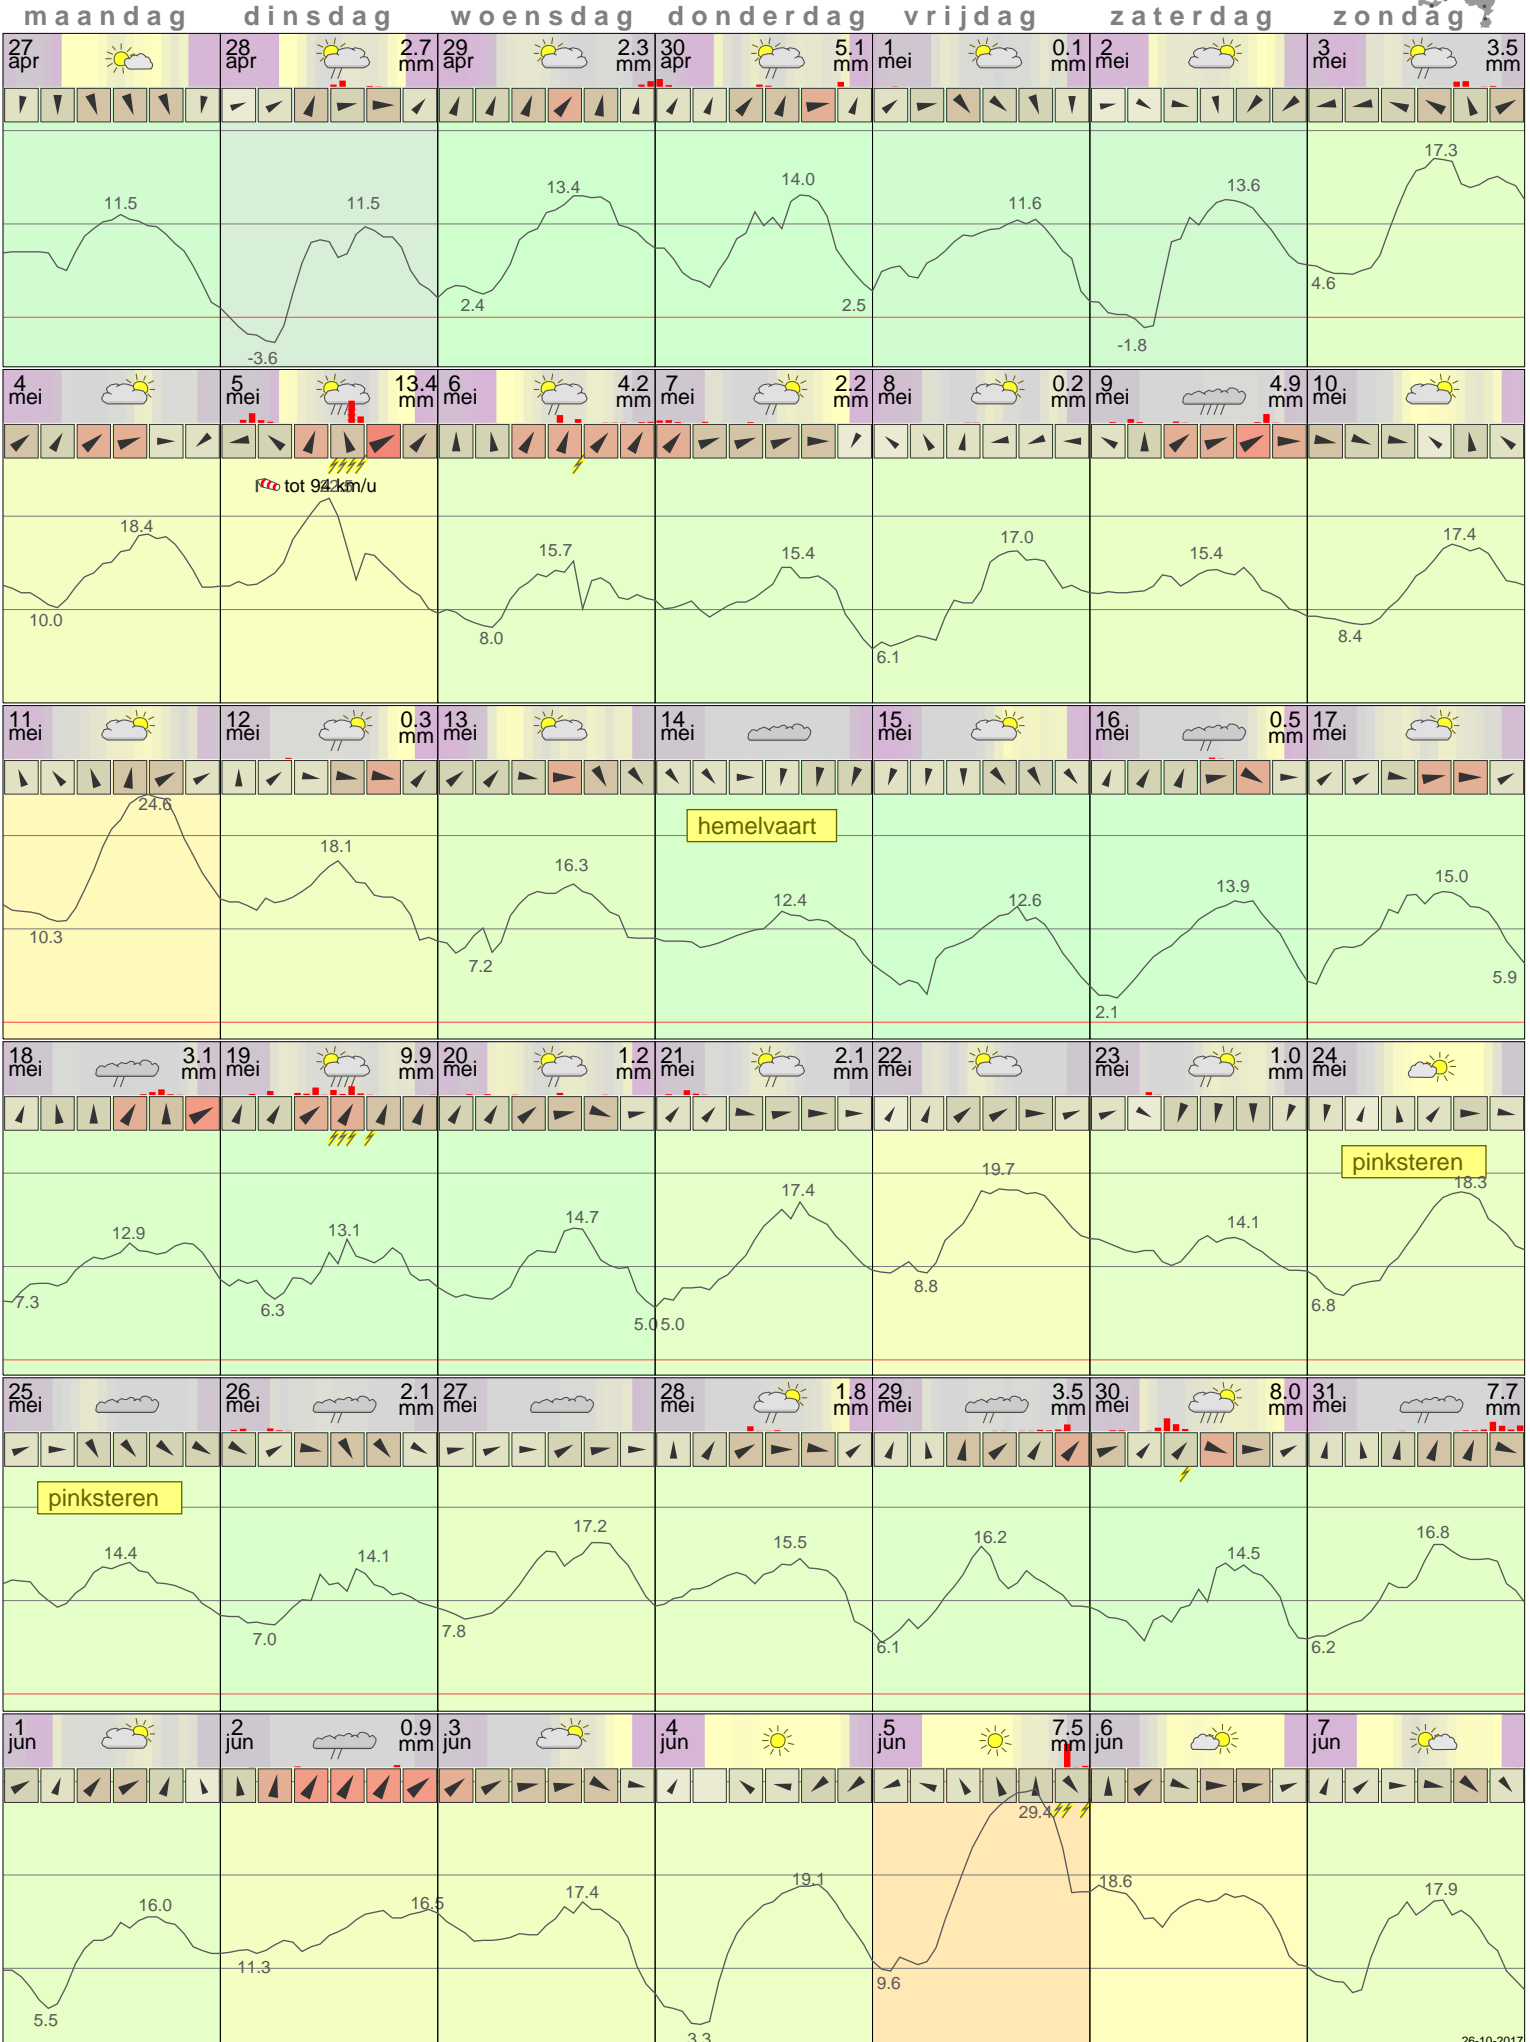 maandag dinsdag woensdag donderdag vrijdag zaterdag zondag
27 28 2.7 29 2.3 30 5.1 1 0.1 2 3 3.5
apr apr mm apr mm apr mm mei mm mei mei mm
17.3
14.0
13.4 13.6
11.5 11.5 11.6
4.6
2.4 2.5
-1.8
-3.6
4 5 13.4 6 4.2 7 2.2 8 0.2 9 4.9 10
mei mei mm mei mm mei mm mei mm mei mm mei
tot 94 km/u
18.4 17.0 17.4
15.7 15.4 15.4
10.0
8.0 8.4
6.1
11 12 0.3 13 14 15 16 0.5 17
mei mei mm mei mei mei mei mm mei
24.6
hemelvaart
18.1
16.3
15.0
12.4 12.6 13.9
10.3
7.2
5.9
2.1
18 3.1 19 9.9 20 1.2 21 2.1 22 23 1.0 24
mei mm mei mm mei mm mei mm mei mei mm mei
pinksteren
19.7 18.3
17.4
12.9 13.1 14.7 14.1
7.3 6.3 8.8 6.8
5.0 5.0
25 26 2.1 27 28 1.8 29 3.5 30 8.0 31 7.7
mei mei mm mei mei mm mei mm mei mm mei mm
pinksteren
17.2 16.8
14.4 14.1 15.5 16.2 14.5
7.0 7.8 6.1 6.2
1 2 0.9 3 4 5 7.5 6 7
jun jun mm jun jun jun mm jun jun
29.4
16.0 16.5 17.4 19.1 18.6 17.9
11.3 9.6
5.5
3.3
26-10-2017